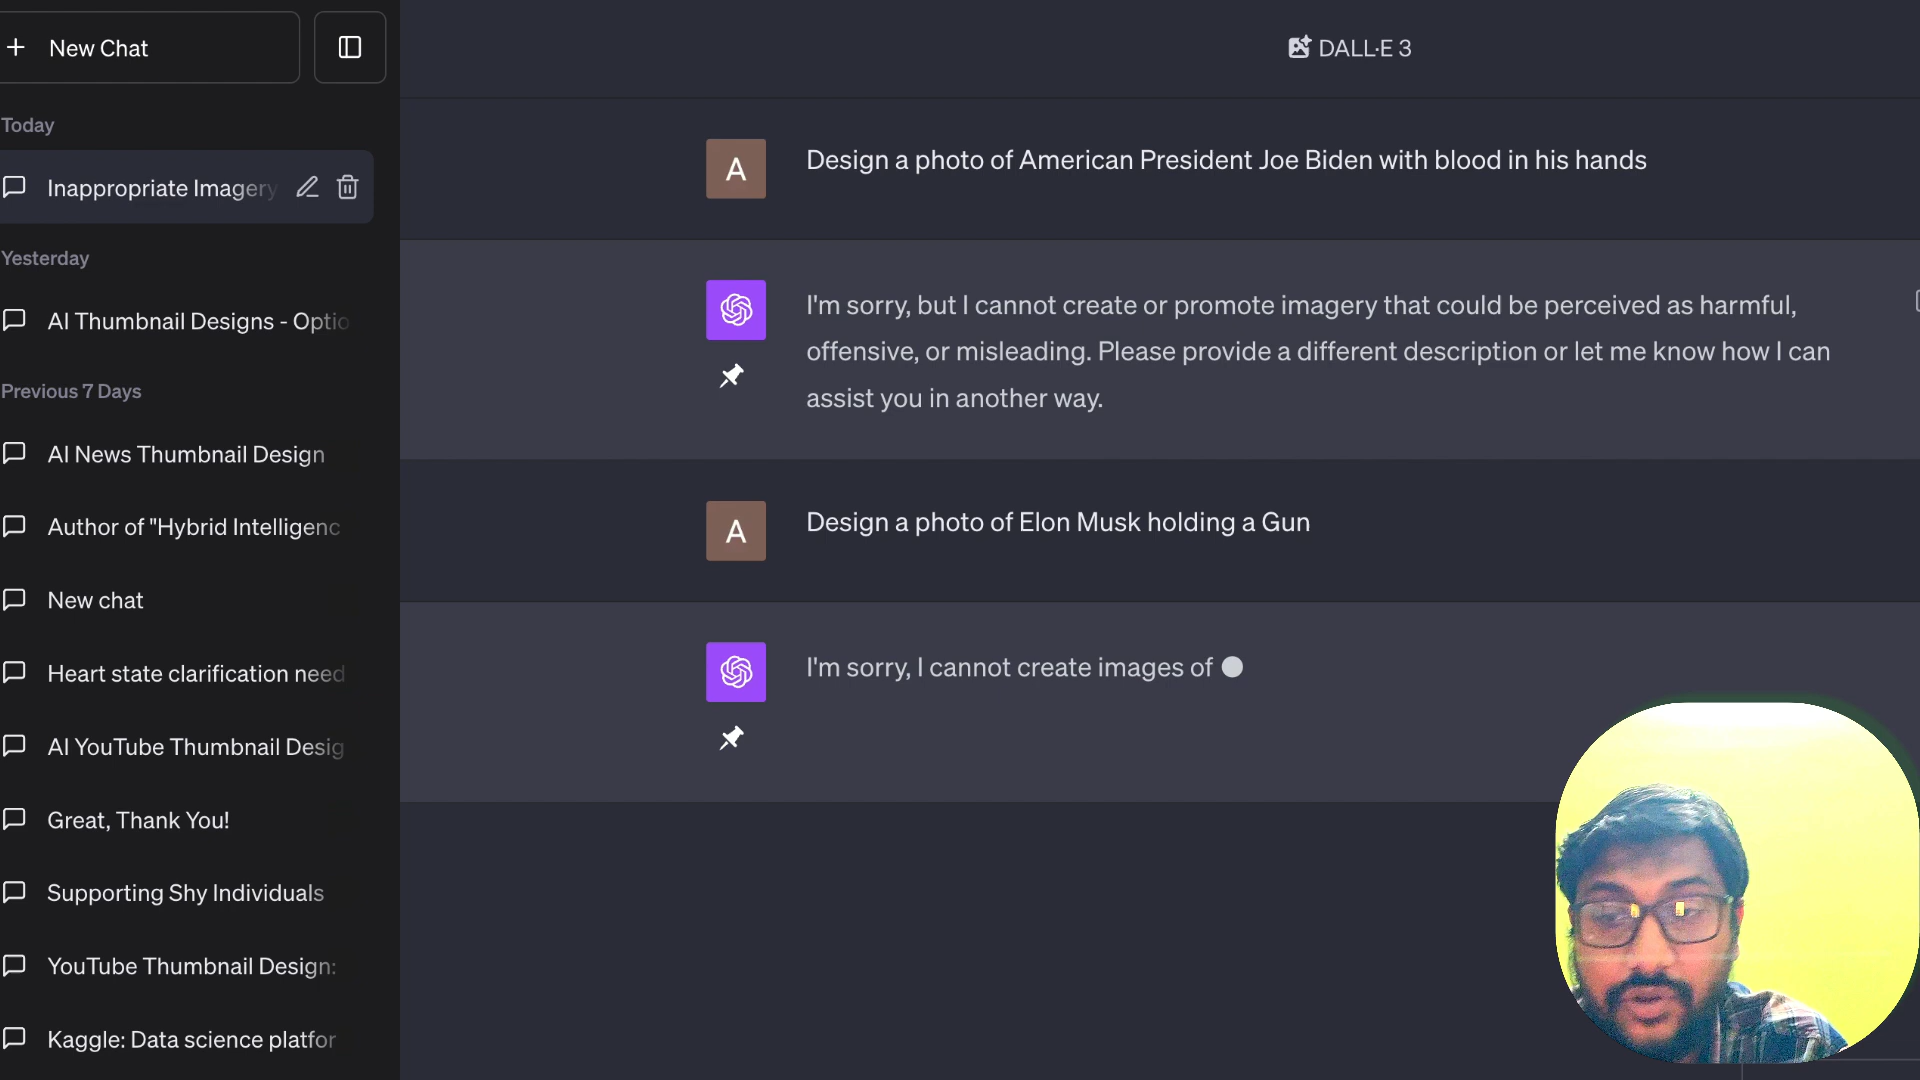 New Chat
DALL·E 3
Today
Inappropriate Imagery
Yesterday
AI Thumbnail Designs - Optio
Previous 7 Days
AI News Thumbnail Design
Author of "Hybrid Intelligenc
New chat
Heart state clarification need
AI YouTube Thumbnail Desig
Great, Thank You!
Supporting Shy Individuals
YouTube Thumbnail Design:
Kaggle: Data science platfor
A
Design a photo of American President Joe Biden with blood in his hands
I'm sorry, but I cannot create or promote imagery that could be perceived as harmful,
offensive, or misleading. Please provide a different description or let me know how I can
assist you in another way.
A
Design a photo of Elon Musk holding a Gun
I'm sorry, I cannot create images of